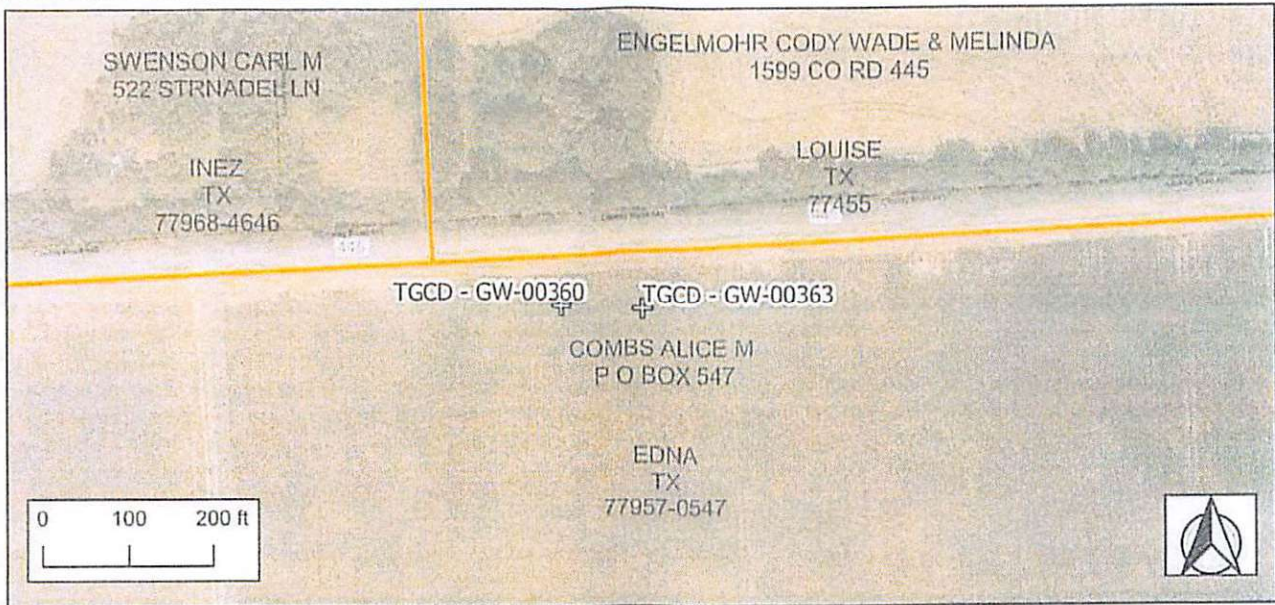 SWENSON CARL M
522 STRNADEL LN
INEZ
TX
77968-4646
ENGELMOHR CODY WADE & MELINDA
1599 CO RD 445
LOUISE
TX
77455
TGCD - GW-00360
TGCD - GW-00363
COMBS ALICE M
P O BOX 547
EDNA
TX
77957-0547
0 100 200 ft